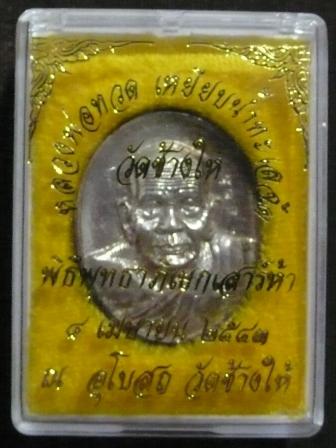 หลวงพ่อทวด เหยียบน้ำทะเลจืด
วัดช้างให้
พิธีพุทธาภิเษกเสาร์ห้า
๘ เมษายน ๒๕๔๓
ณ อุโบสถ วัดช้างให้